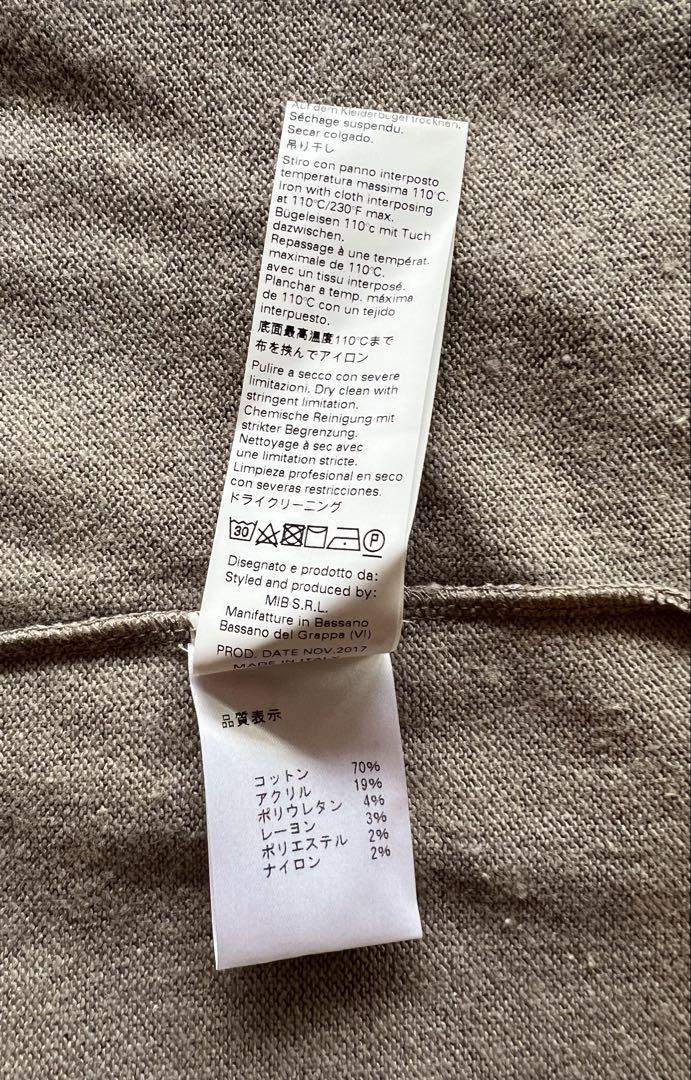 Auf dem Kleiderbügel trocknen.
Séchage suspendu.
Secar colgado.
吊り干し
Stiro con panno interposto
temperatura massima 110°C.
Iron with cloth interposing
at 110°C/230°F max.
Bügeleisen 110°c mit Tuch
dazwischen.
Repassage à une températ.
maximale de 110°C.
avec un tissu interposé.
Planchar a temp. máxima
de 110°C con un tejido
interpuesto.
底面最高温度110°Cまで
布を挟んでアイロン
Pulire a secco con severe
limitazioni. Dry clean with
stringent limitation.
Chemische Reinigung mit
strikter Begrenzung.
Nettoyage à sec avec
une limitation stricte.
Limpieza profesional en seco
con severas restricciones.
ドライクリーニング
30 P
Disegnato e prodotto da:
Styled and produced by:
MIB S.R.L.
Manifatture in Bassano
Bassano del Grappa (VI)
PROD. DATE NOV.2017
MADE IN ITALY
品質表示
コットン 70%
アクリル 19%
ポリウレタン 4%
レーヨン 3%
ポリエステル 2%
ナイロン 2%